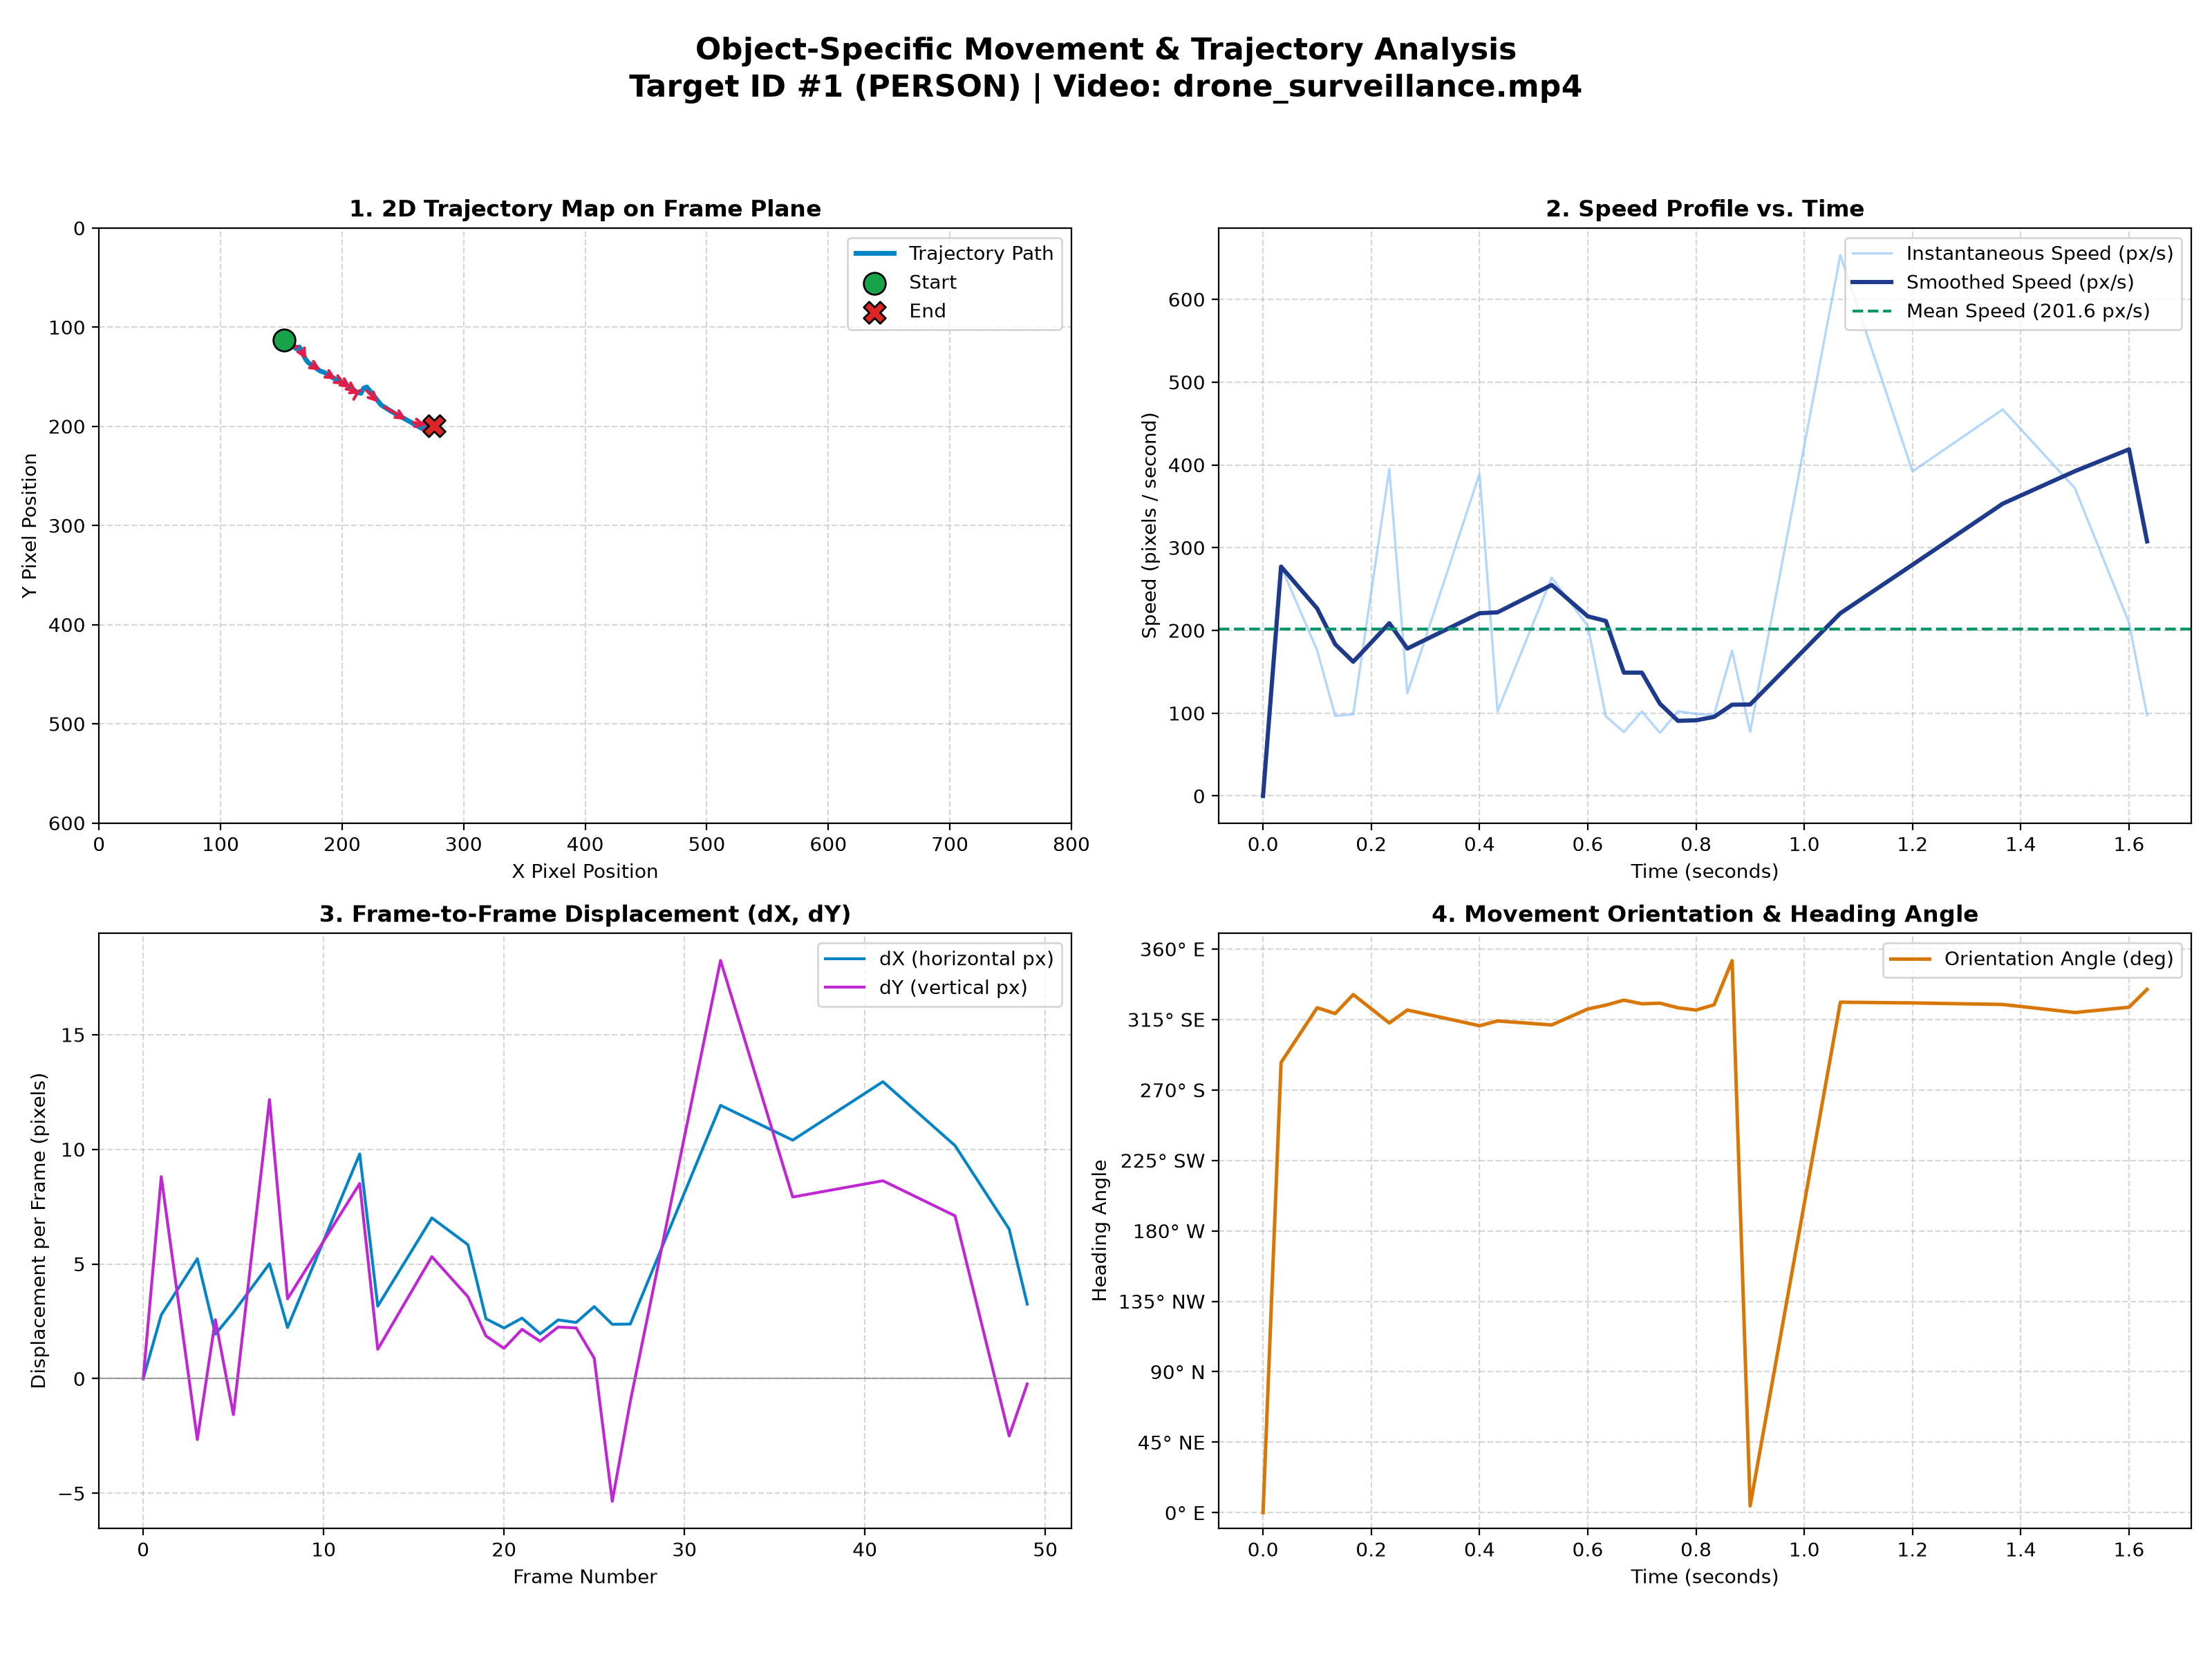 Object-Specific Movement & Trajectory Analysis
Target ID #1 (PERSON) | Video: drone_surveillance.mp4
1. 2D Trajectory Map on Frame Plane
Trajectory Path
Start
End
0
100
200
300
400
500
600
Y Pixel Position
0 100 200 300 400 500 600 700 800
X Pixel Position
2. Speed Profile vs. Time
Instantaneous Speed (px/s)
Smoothed Speed (px/s)
Mean Speed (201.6 px/s)
600
500
400
300
200
100
0
Speed (pixels / second)
0.0 0.2 0.4 0.6 0.8 1.0 1.2 1.4 1.6
Time (seconds)
3. Frame-to-Frame Displacement (dX, dY)
dX (horizontal px)
dY (vertical px)
15
10
5
0
−5
Displacement per Frame (pixels)
0 10 20 30 40 50
Frame Number
4. Movement Orientation & Heading Angle
Orientation Angle (deg)
360° E
315° SE
270° S
225° SW
180° W
135° NW
90° N
45° NE
0° E
Heading Angle
0.0 0.2 0.4 0.6 0.8 1.0 1.2 1.4 1.6
Time (seconds)